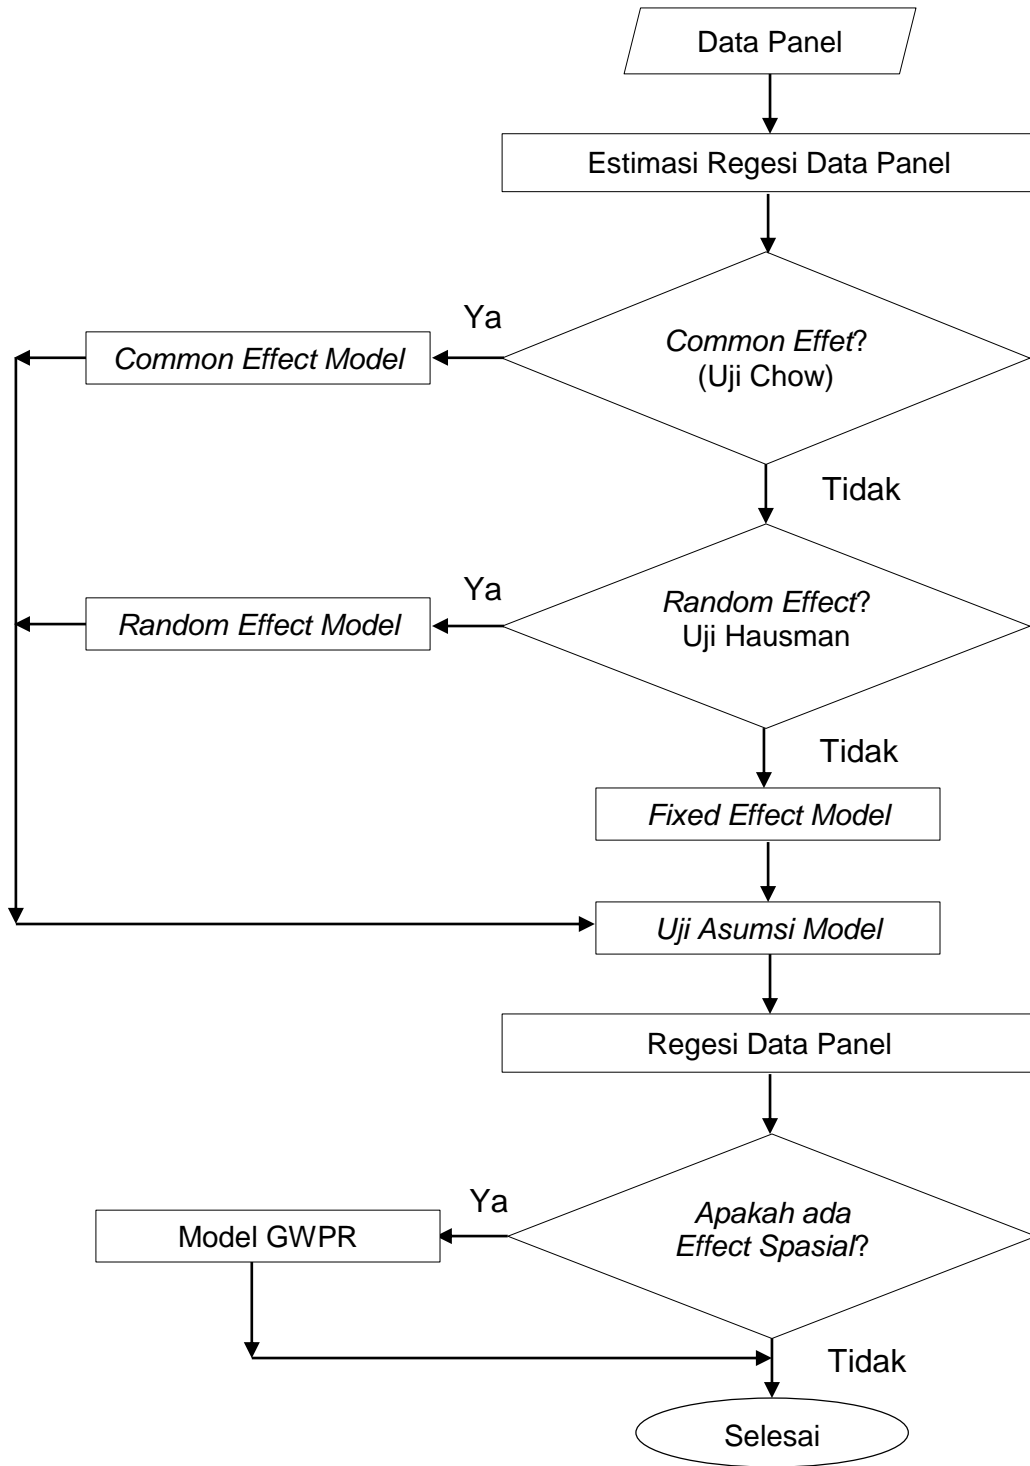 Data Panel
Estimasi Regesi Data Panel
Ya
Common Effect Model
Common Effet?
(Uji Chow)
Tidak
Ya
Random Effect Model
Random Effect?
Uji Hausman
Tidak
Fixed Effect Model
Uji Asumsi Model
Regesi Data Panel
Ya
Model GWPR
Apakah ada
Effect Spasial?
Tidak
Selesai